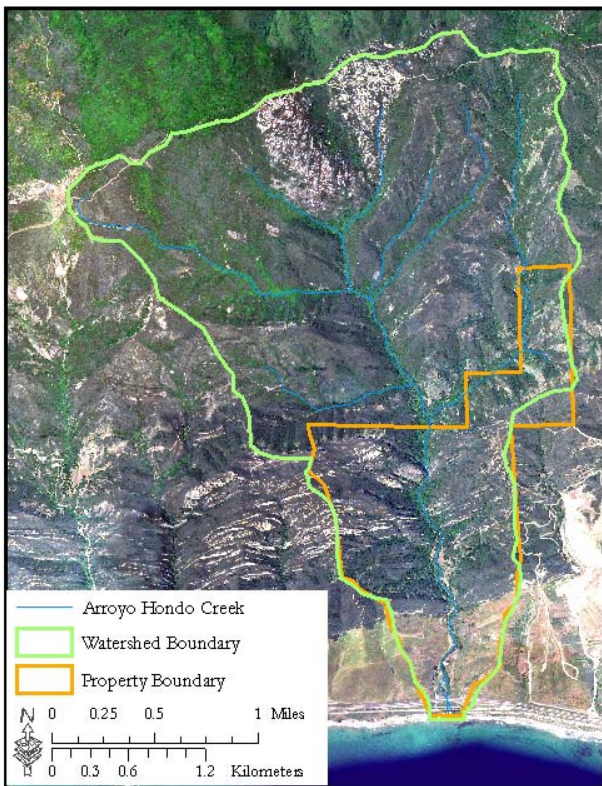 Arroyo Hondo Creek
Watershed Boundary
Property Boundary
N
0 0.25 0.5 1 Miles
0 0.3 0.6 1.2 Kilometers